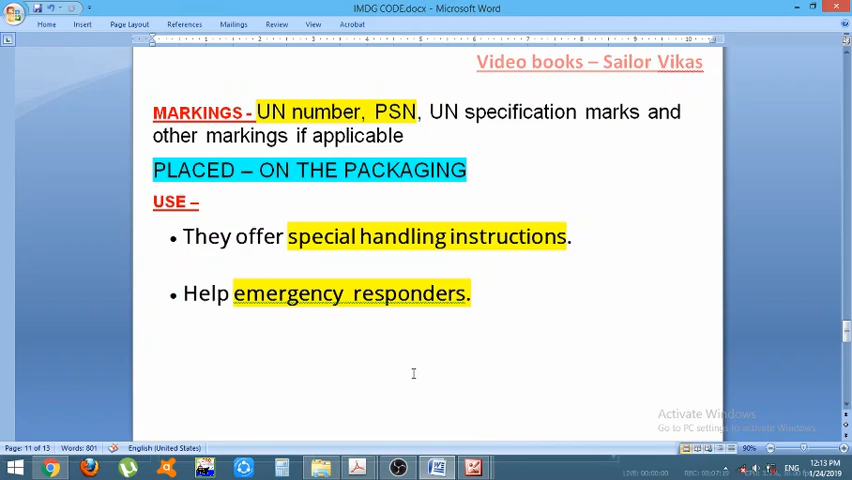 IMDG CODE.docx - Microsoft Word
Home Insert Page Layout References Mailings Review View Acrobat
Video books – Sailor Vikas
MARKINGS - UN number, PSN, UN specification marks and
other markings if applicable
PLACED – ON THE PACKAGING
USE –
• They offer special handling instructions.
• Help emergency responders.
Activate Windows
Go to PC settings to activate Windows.
Page: 11 of 13 Words: 801 English (United States) 90%
ENG 12:13 PM
1/24/2019